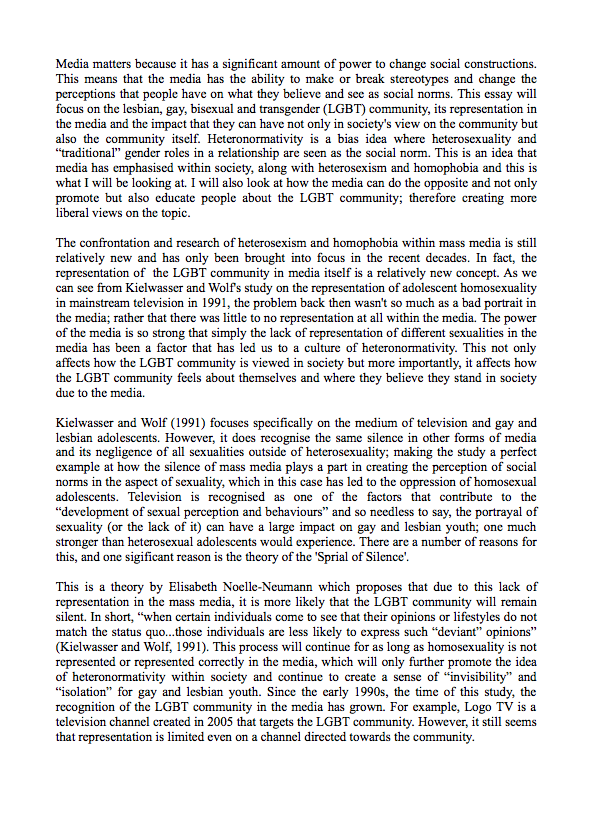 Media matters because it has a significant amount of power to change social constructions.
This means that the media has the ability to make or break stereotypes and change the
perceptions that people have on what they believe and see as social norms. This essay will
focus on the lesbian, gay, bisexual and transgender (LGBT) community, its representation in
the media and the impact that they can have not only in society's view on the community but
also the community itself. Heteronormativity is a bias idea where heterosexuality and
“traditional” gender roles in a relationship are seen as the social norm. This is an idea that
media has emphasised within society, along with heterosexism and homophobia and this is
what I will be looking at. I will also look at how the media can do the opposite and not only
promote but also educate people about the LGBT community; therefore creating more
liberal views on the topic.

The confrontation and research of heterosexism and homophobia within mass media is still
relatively new and has only been brought into focus in the recent decades. In fact, the
representation of the LGBT community in media itself is a relatively new concept. As we
can see from Kielwasser and Wolf's study on the representation of adolescent homosexuality
in mainstream television in 1991, the problem back then wasn't so much as a bad portrait in
the media; rather that there was little to no representation at all within the media. The power
of the media is so strong that simply the lack of representation of different sexualities in the
media has been a factor that has led us to a culture of heteronormativity. This not only
affects how the LGBT community is viewed in society but more importantly, it affects how
the LGBT community feels about themselves and where they believe they stand in society
due to the media.

Kielwasser and Wolf (1991) focuses specifically on the medium of television and gay and
lesbian adolescents. However, it does recognise the same silence in other forms of media
and its negligence of all sexualities outside of heterosexuality; making the study a perfect
example at how the silence of mass media plays a part in creating the perception of social
norms in the aspect of sexuality, which in this case has led to the oppression of homosexual
adolescents. Television is recognised as one of the factors that contribute to the
“development of sexual perception and behaviours” and so needless to say, the portrayal of
sexuality (or the lack of it) can have a large impact on gay and lesbian youth; one much
stronger than heterosexual adolescents would experience. There are a number of reasons for
this, and one sigificant reason is the theory of the 'Sprial of Silence'.

This is a theory by Elisabeth Noelle-Neumann which proposes that due to this lack of
representation in the mass media, it is more likely that the LGBT community will remain
silent. In short, “when certain individuals come to see that their opinions or lifestyles do not
match the status quo...those individuals are less likely to express such “deviant” opinions”
(Kielwasser and Wolf, 1991). This process will continue for as long as homosexuality is not
represented or represented correctly in the media, which will only further promote the idea
of heteronormativity within society and continue to create a sense of “invisibility” and
“isolation” for gay and lesbian youth. Since the early 1990s, the time of this study, the
recognition of the LGBT community in the media has grown. For example, Logo TV is a
television channel created in 2005 that targets the LGBT community. However, it still seems
that representation is limited even on a channel directed towards the community.